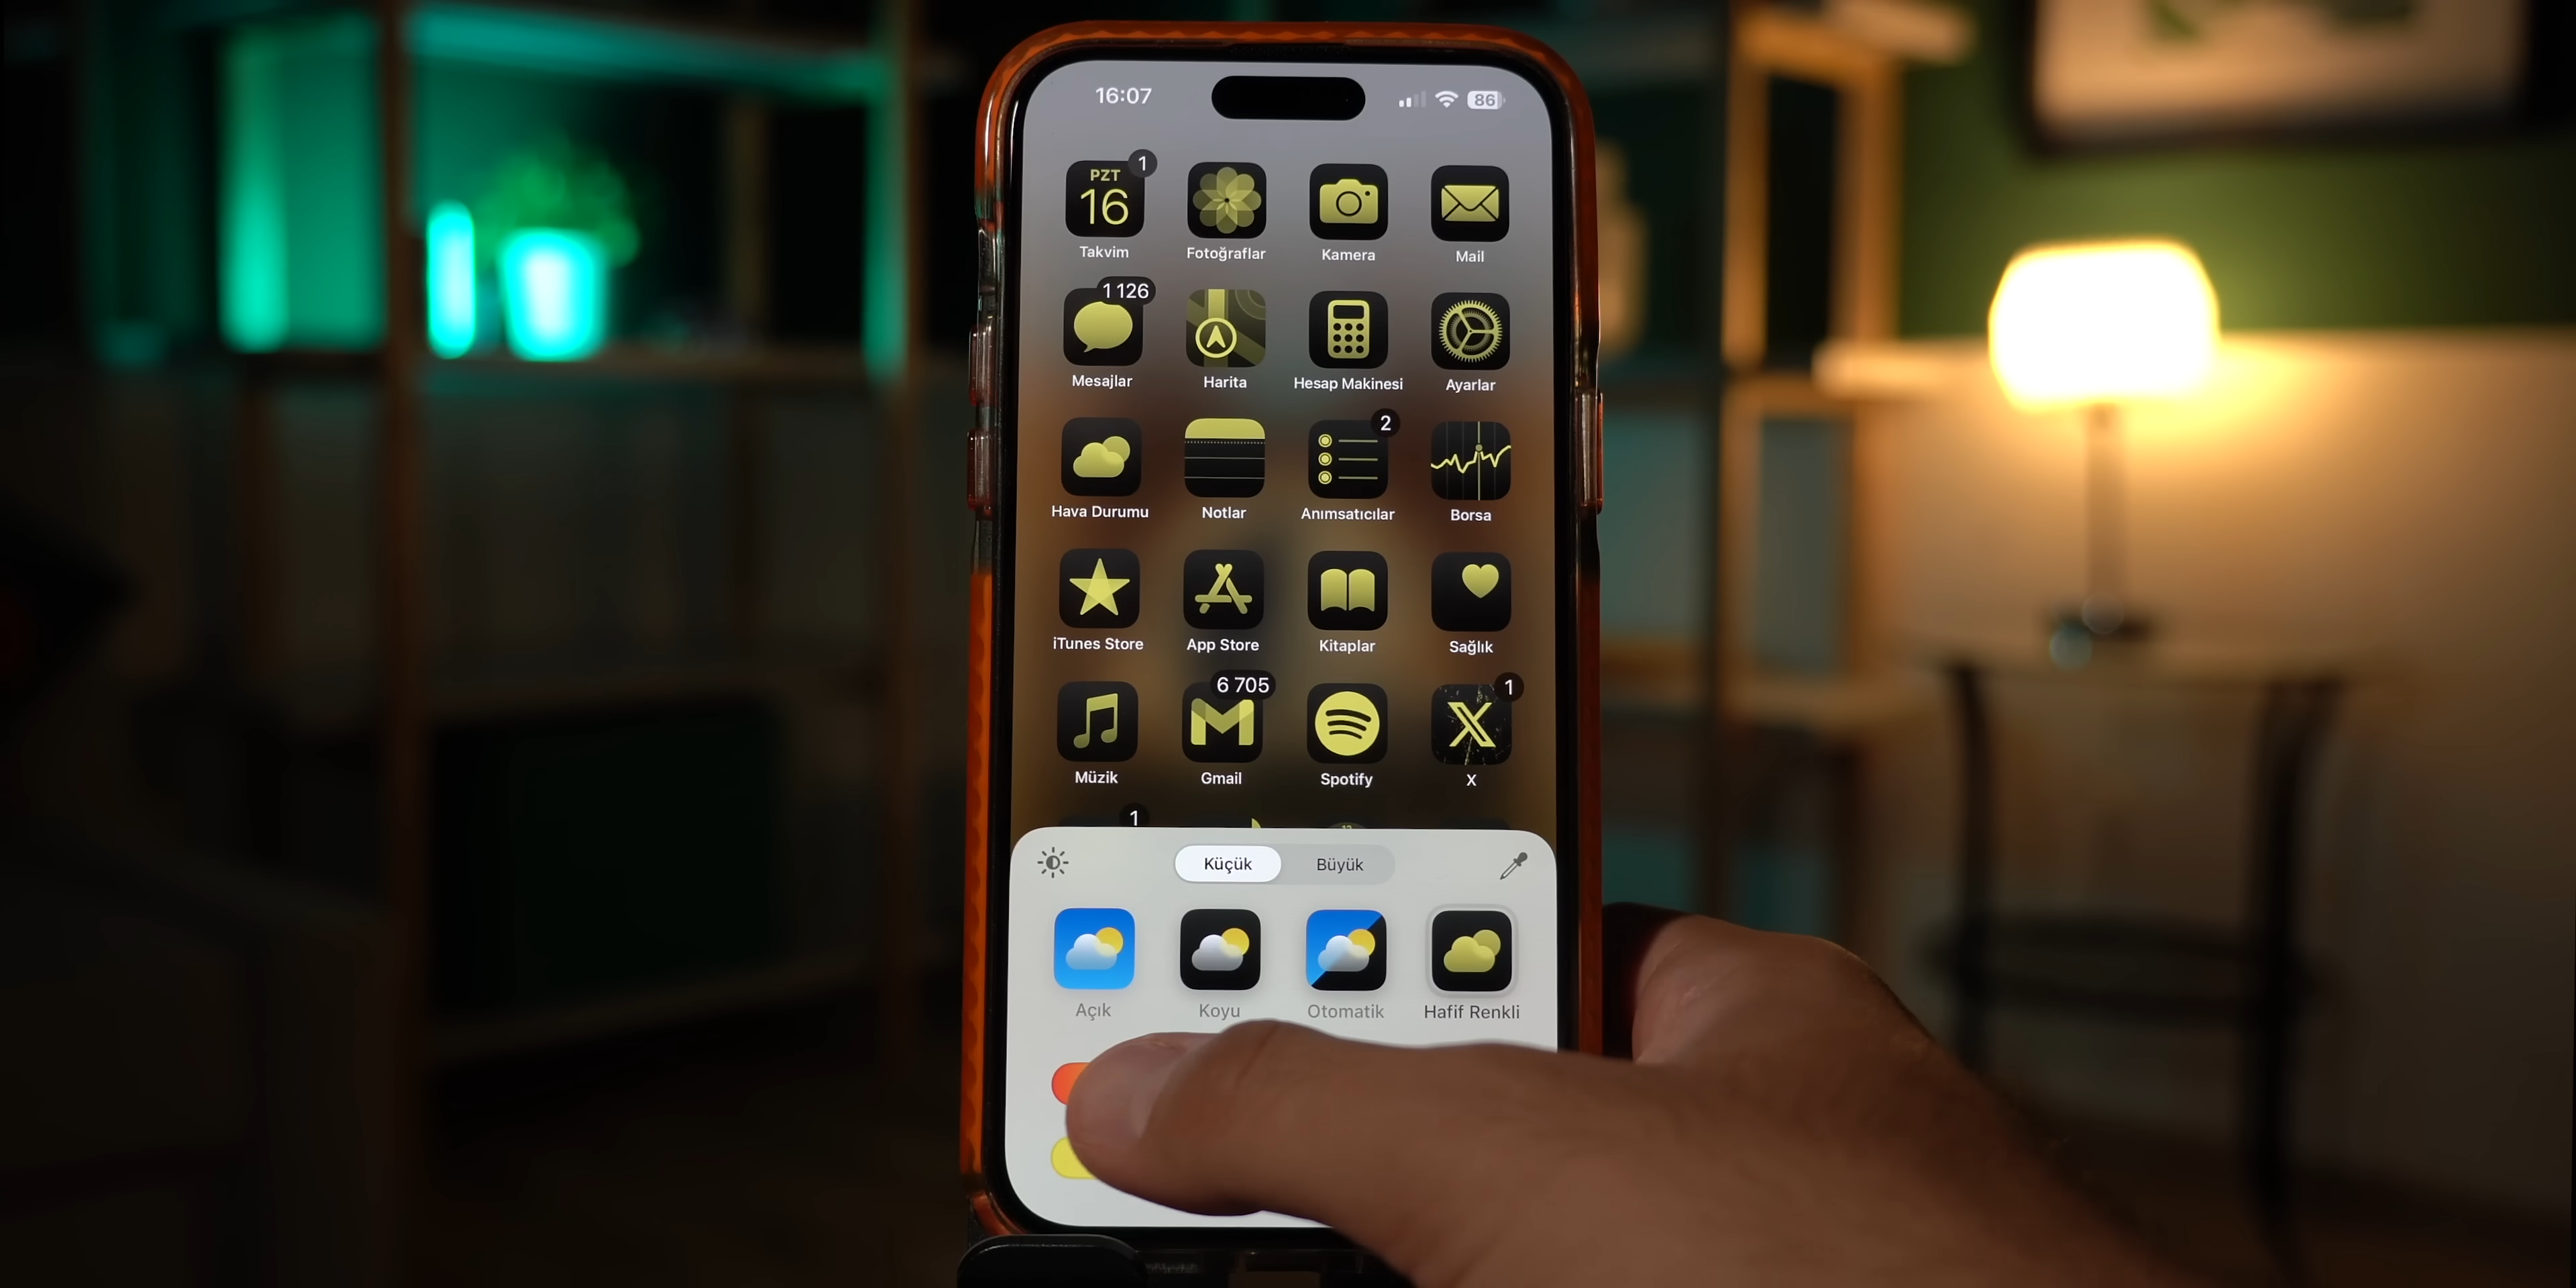 16:07
86
PZT
16
1
Takvim
Fotoğraflar
Kamera
Mail
1 126
Mesajlar
Harita
Hesap Makinesi
Ayarlar
2
Hava Durumu
Notlar
Anımsatıcılar
Borsa
iTunes Store
App Store
Kitaplar
Sağlık
6 705
1
Müzik
Gmail
Spotify
X
1
Küçük Büyük
Açık
Koyu
Otomatik
Hafif Renkli